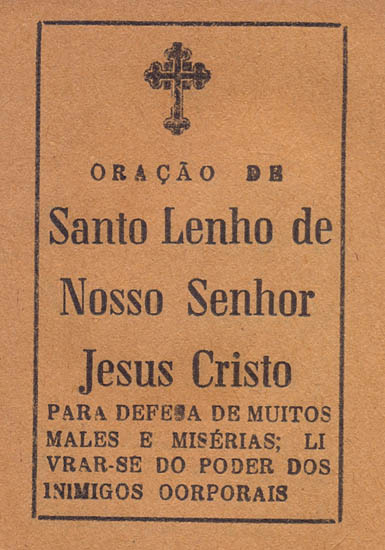 ORAÇÃO DE
Santo Lenho de
Nosso Senhor
Jesus Cristo
PARA DEFESA DE MUITOS
MALES E MISÉRIAS; LI
VRAR-SE DO PODER DOS
INIMIGOS OORPORAIS